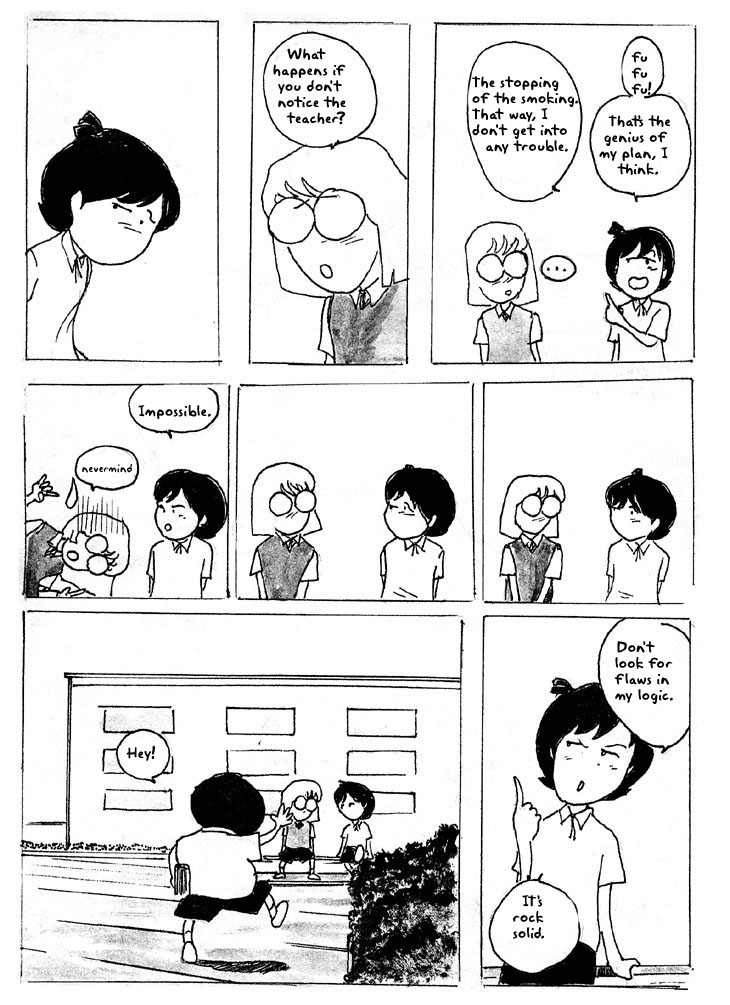 fu
fu
fu!
That's the
genius of
my plan, I
think.
The stopping
of the smoking.
That way, I
don't get into
any trouble.
What
happens if
you don't
notice the
teacher?
Impossible.
nevermind
Don't
look for
flaws in
my logic.
It's
rock
solid.
Hey!